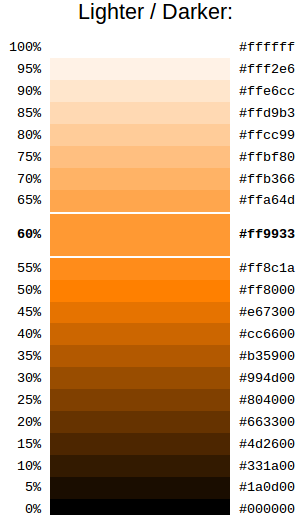 Lighter / Darker:
100% #ffffff
95% #fff2e6
90% #ffe6cc
85% #ffd9b3
80% #ffcc99
75% #ffbf80
70% #ffb366
65% #ffa64d
60% #ff9933
55% #ff8c1a
50% #ff8000
45% #e67300
40% #cc6600
35% #b35900
30% #994d00
25% #804000
20% #663300
15% #4d2600
10% #331a00
5% #1a0d00
0% #000000